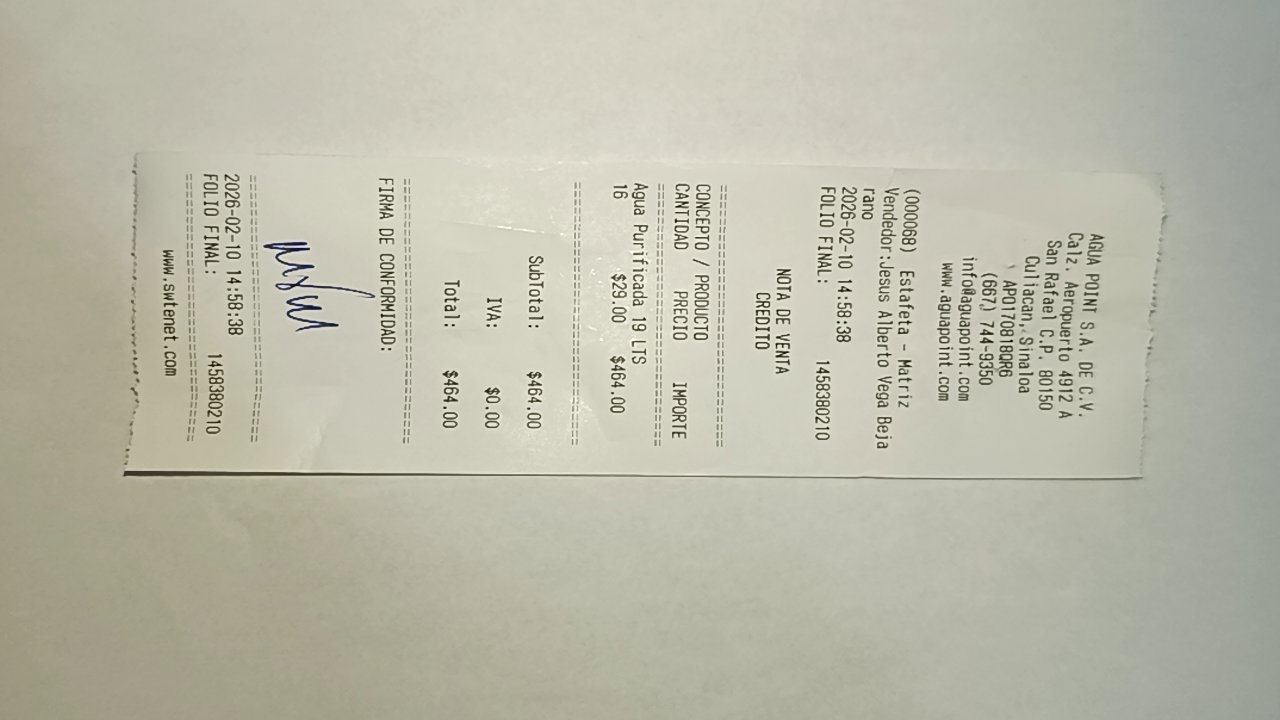 AGUA POINT S.A. DE C.V.
Calz. Aeropuerto 4912 A
San Rafael C.P. 80150
Culiacan, Sinaloa
APO170818QR6
(667) 744-9350
info@aguapoint.com
www.aguapoint.com
(000068) Estafeta - Matriz
Vendedor:Jesus Alberto Vega Beja
rano
2026-02-10 14:58:38
FOLIO FINAL: 1458380210
NOTA DE VENTA
CREDITO
================================
CONCEPTO / PRODUCTO
CANTIDAD PRECIO IMPORTE
================================
Agua Purificada 19 LTS
16 $29.00 $464.00
================================
SubTotal: $464.00
IVA: $0.00
Total: $464.00
================================
FIRMA DE CONFORMIDAD:
================================
2026-02-10 14:58:38
FOLIO FINAL: 1458380210
================================
www.swtenet.com